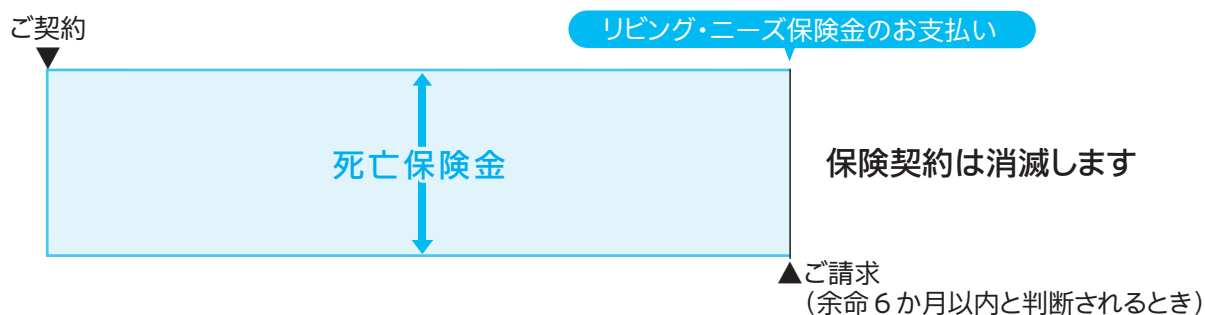 ご契約
▼
リビング・ニーズ保険金のお支払い
死亡保険金
保険契約は消滅します
▲ご請求
（余命6か月以内と判断されるとき）